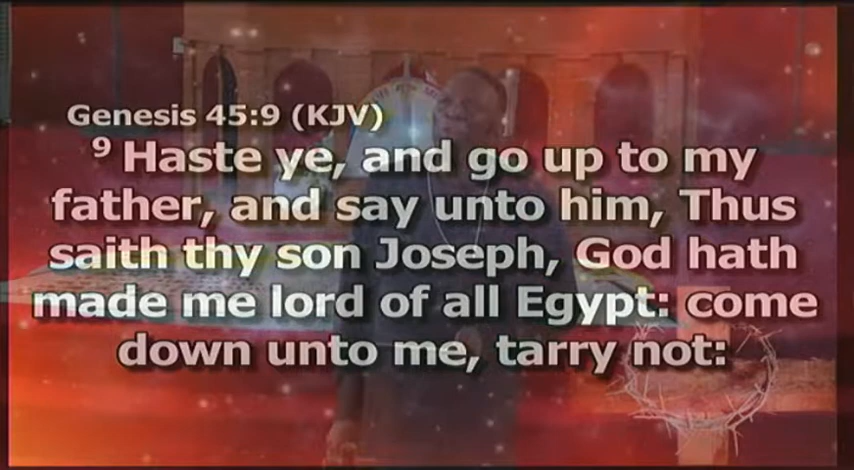 Genesis 45:9 (KJV)
9 Haste ye, and go up to my
father, and say unto him, Thus
saith thy son Joseph, God hath
made me lord of all Egypt: come
down unto me, tarry not: